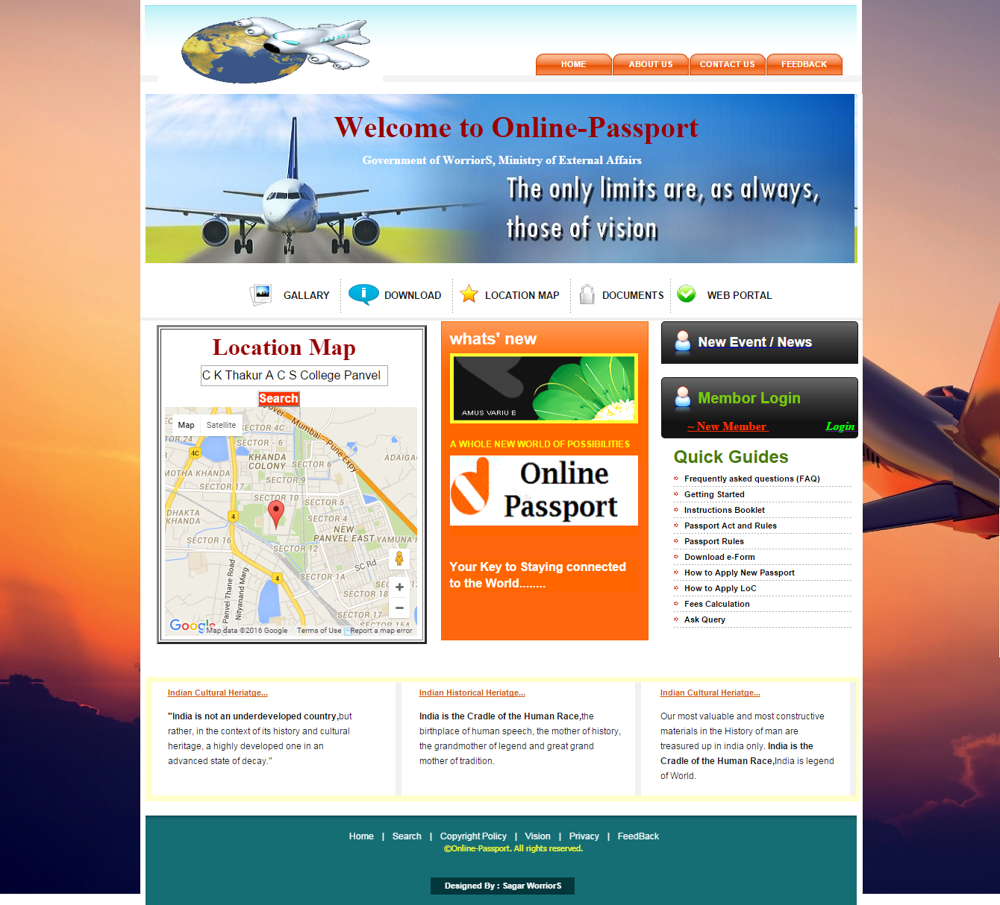 HOME
ABOUT US
CONTACT US
FEEDBACK
Welcome to Online-Passport
Government of WorriorS, Ministry of External Affairs
The only limits are, as always,
those of vision
GALLARY
DOWNLOAD
LOCATION MAP
DOCUMENTS
WEB PORTAL
Location Map
C K Thakur A C S College Panvel
Search
Map
Satellite
SECTOR 4C
Mumbai - Pune Expy
SECTOR 12
4C
KHANDA
COLONY
SECTOR 6
SECTOR 9
ADAIGA
MOTHA KHANDA
SECTOR 17
SECTOR 10
SECTOR 5
DHAKTA
KHANDA
4
SECTOR 4
NEW
PANVEL EAST
YAMUNA
SECTOR 16
SECTOR 12
SC Rd
4
SECTOR 1A
Panvel Thane Road
Nityanand Marg
SECTOR 18
SECTOR 17
SECTOR 15A
Google
Map data ©2016 Google
Terms of Use
Report a map error
whats' new
AMUS VARIU E
A WHOLE NEW WORLD OF POSSIBILITIES
Online
Passport
Your Key to Staying connected
to the World........
New Event / News
Membor Login
~ New Member
Login
Quick Guides
Frequently asked questions (FAQ)
Getting Started
Instructions Booklet
Passport Act and Rules
Passport Rules
Download e-Form
How to Apply New Passport
How to Apply LoC
Fees Calculation
Ask Query
Indian Cultural Heriatge...
"India is not an underdeveloped country,but
rather, in the context of its history and cultural
heritage, a highly developed one in an
advanced state of decay."
Indian Historical Heriatge...
India is the Cradle of the Human Race,the
birthplace of human speech, the mother of history,
the grandmother of legend and great grand
mother of tradition.
Indian Cultural Heriatge...
Our most valuable and most constructive
materials in the History of man are
treasured up in india only. India is the
Cradle of the Human Race,India is legend
of World.
Home | Search | Copyright Policy | Vision | Privacy | FeedBack
©Online-Passport. All rights reserved.
Designed By : Sagar WorriorS